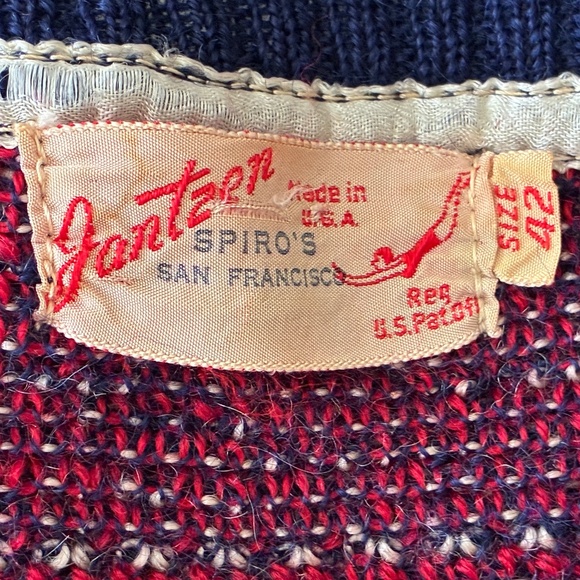 Jantzen
Made in
U.S.A.
SPIRO'S
SAN FRANCISCO
Reg
U.S. Pat. Off
SIZE
42